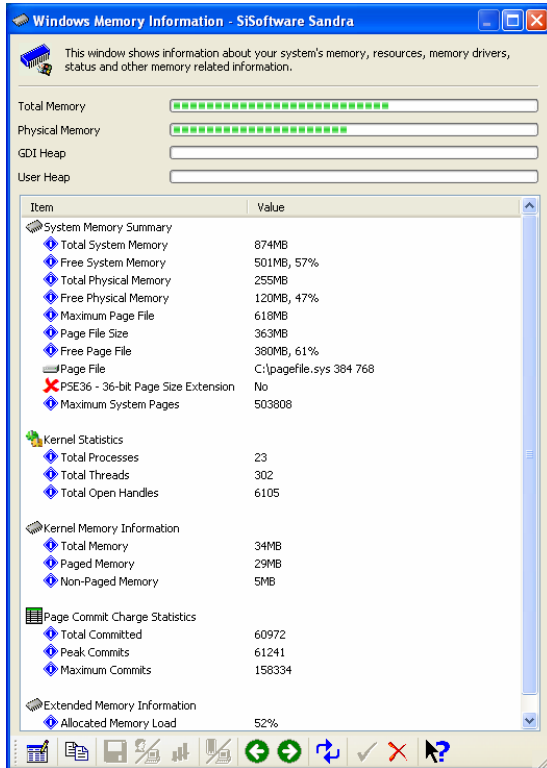 Windows Memory Information - SiSoftware Sandra
This window shows information about your system's memory, resources, memory drivers,
status and other memory related information.
Total Memory
Physical Memory
GDI Heap
User Heap
Item Value
System Memory Summary
Total System Memory 874MB
Free System Memory 501MB, 57%
Total Physical Memory 255MB
Free Physical Memory 120MB, 47%
Maximum Page File 618MB
Page File Size 363MB
Free Page File 380MB, 61%
Page File C:\pagefile.sys 384 768
PSE36 - 36-bit Page Size Extension No
Maximum System Pages 503808
Kernel Statistics
Total Processes 23
Total Threads 302
Total Open Handles 6105
Kernel Memory Information
Total Memory 34MB
Paged Memory 29MB
Non-Paged Memory 5MB
Page Commit Charge Statistics
Total Committed 60972
Peak Commits 61241
Maximum Commits 158334
Extended Memory Information
Allocated Memory Load 52%